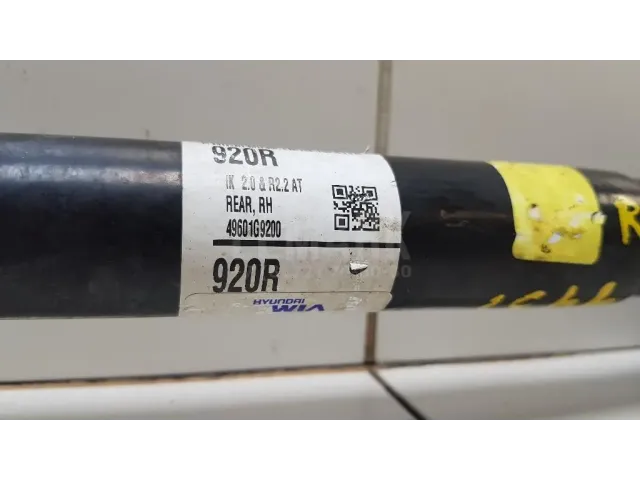 920R
IK 2.0 & R2.2 AT
REAR, RH
49601G9200
920R
HYUNDAI
WIA
R